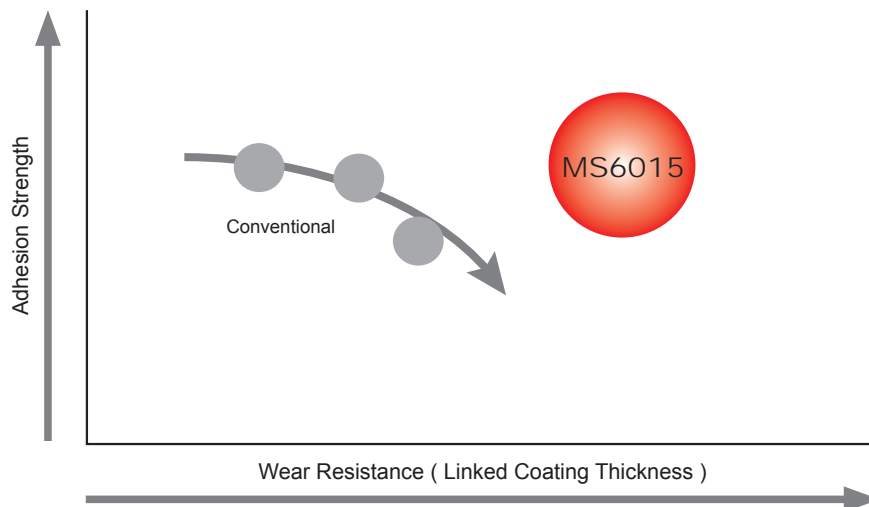 Adhesion Strength
MS6015
Conventional
Wear Resistance ( Linked Coating Thickness )